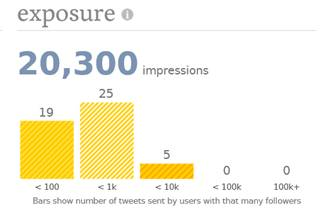 exposure i
20,300 impressions
19
25
5
0
0
< 100
< 1k
< 10k
< 100k
100k+
Bars show number of tweets sent by users with that many followers